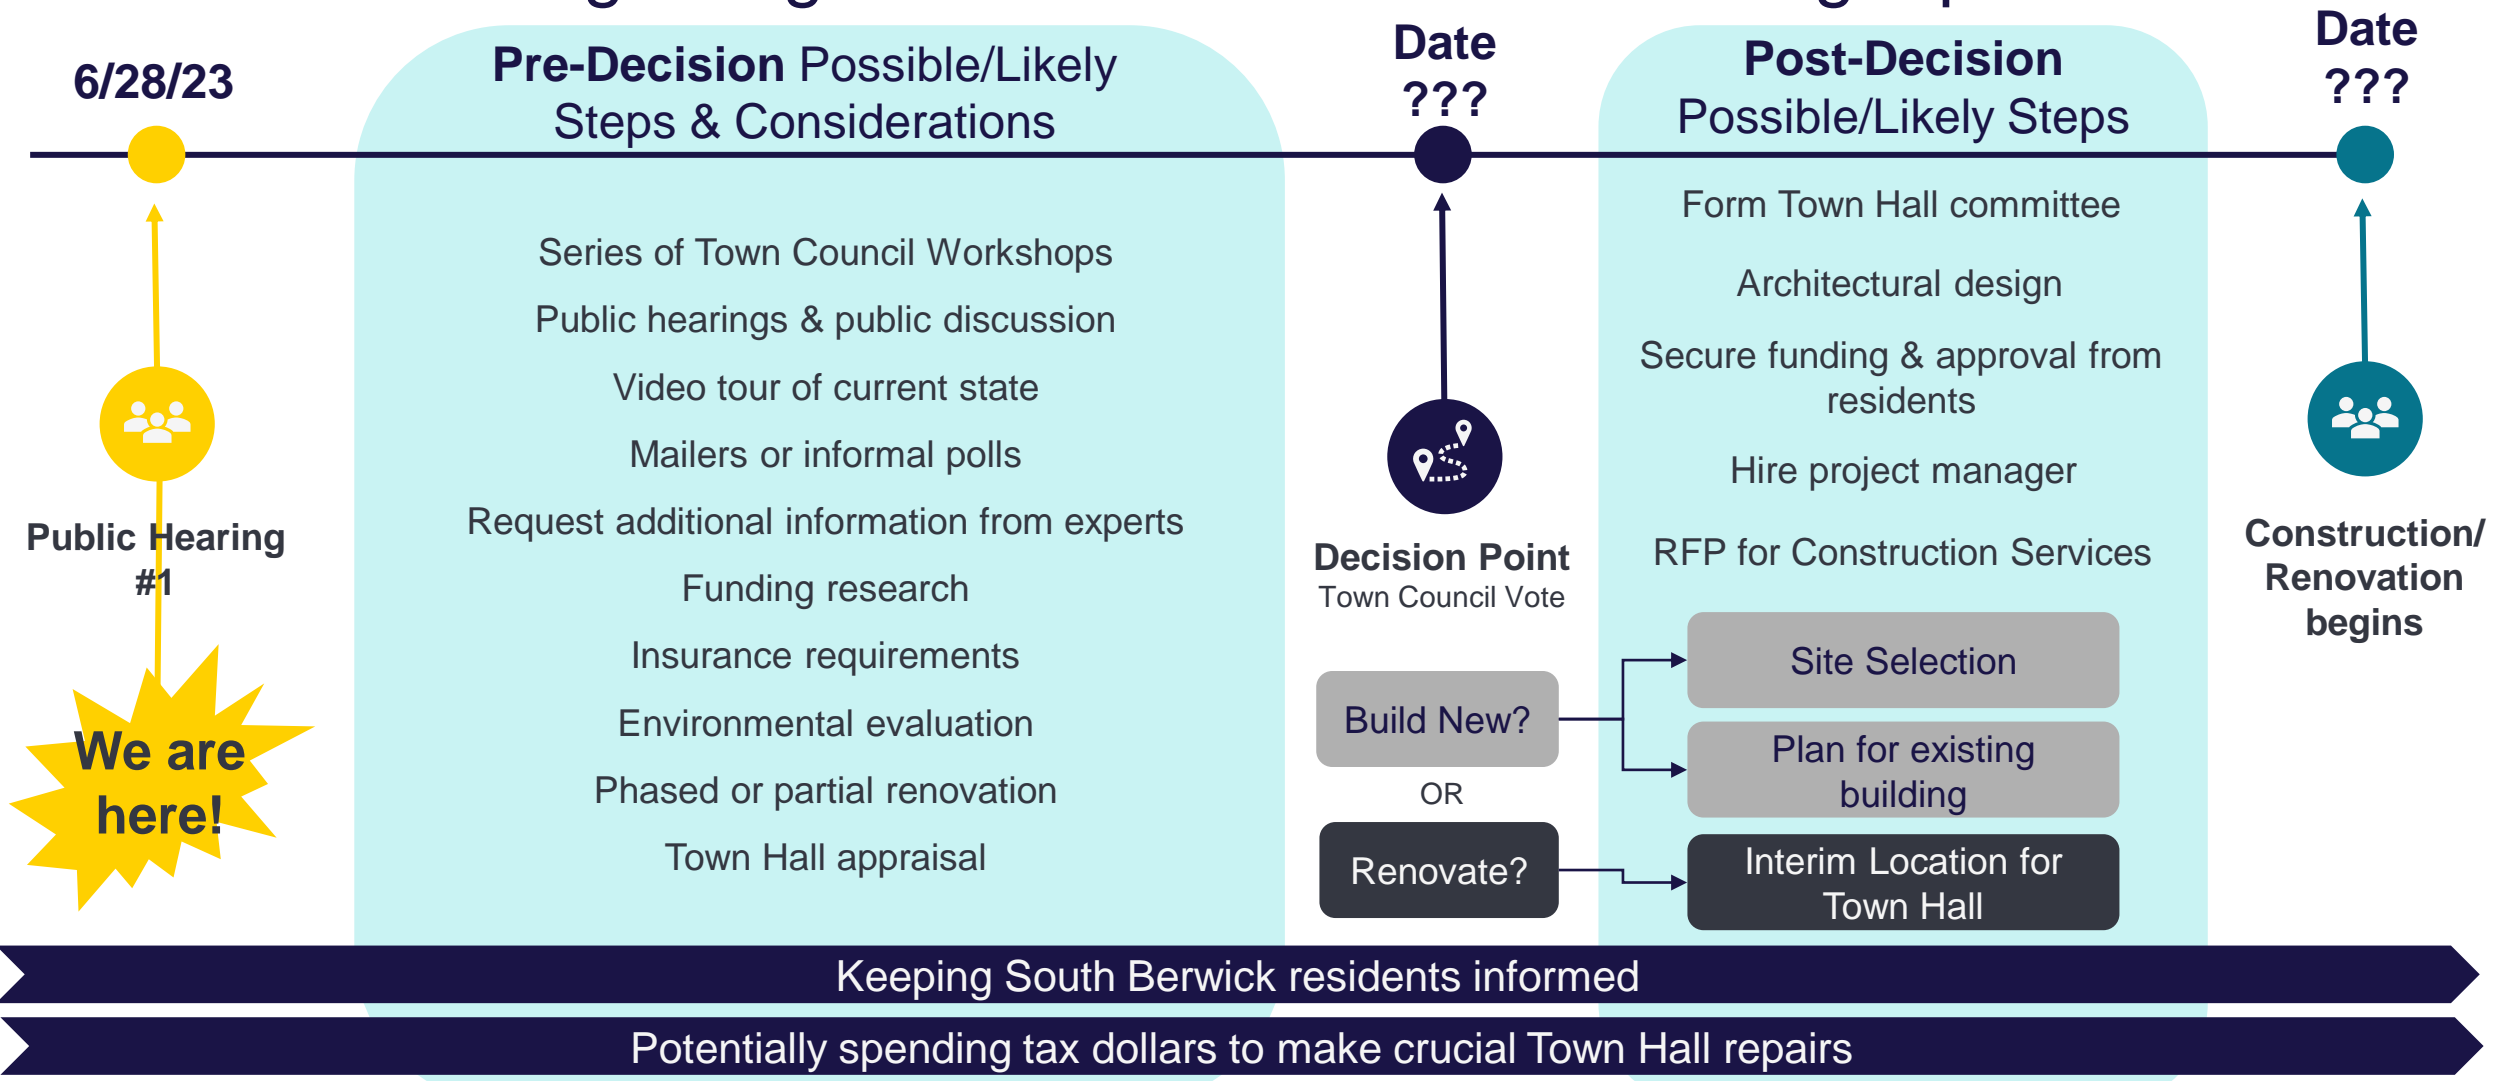 6/28/23
Public Hearing
#1
We are
here!
Pre-Decision Possible/Likely
Steps & Considerations
Series of Town Council Workshops
Public hearings & public discussion
Video tour of current state
Mailers or informal polls
Request additional information from experts
Funding research
Insurance requirements
Environmental evaluation
Phased or partial renovation
Town Hall appraisal
Date
???
Decision Point
Town Council Vote
Build New?
OR
Renovate?
Post-Decision
Possible/Likely Steps
Form Town Hall committee
Architectural design
Secure funding & approval from
residents
Hire project manager
RFP for Construction Services
Site Selection
Plan for existing
building
Interim Location for
Town Hall
Date
???
Construction/
Renovation
begins
Keeping South Berwick residents informed
Potentially spending tax dollars to make crucial Town Hall repairs